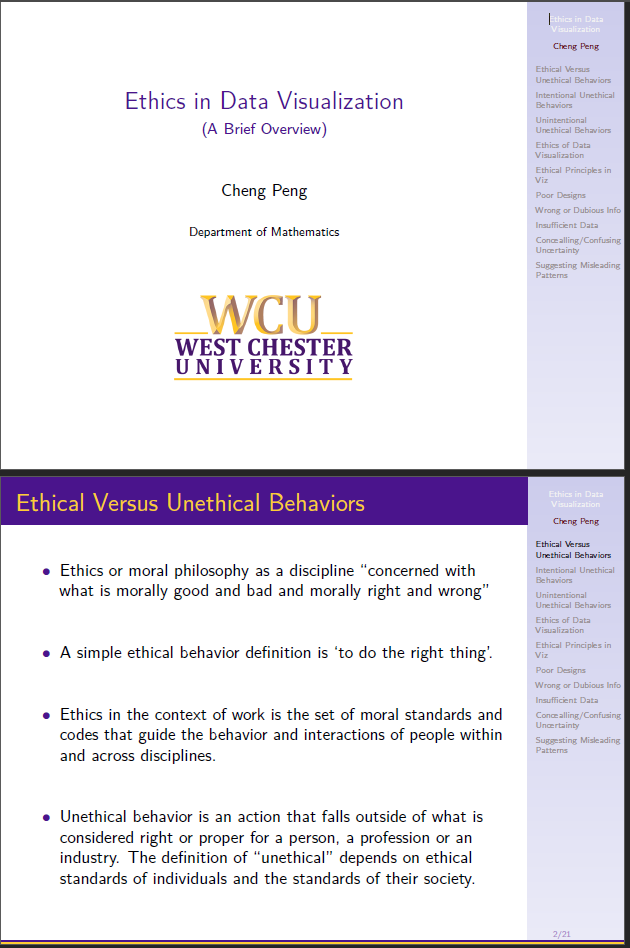 Ethics in Data Visualization
(A Brief Overview)
Cheng Peng
Department of Mathematics
WCU
WEST CHESTER
UNIVERSITY
Ethics in Data
Visualization
Cheng Peng
Ethical Versus
Unethical Behaviors
Intentional Unethical
Behaviors
Unintentional
Unethical Behaviors
Ethics of Data
Visualization
Ethical Principles in
Viz
Poor Designs
Wrong or Dubious Info
Insufficient Data
Concealling/Confusing
Uncertainty
Suggesting Misleading
Patterns
Ethical Versus Unethical Behaviors
• Ethics or moral philosophy as a discipline “concerned with
what is morally good and bad and morally right and wrong”
• A simple ethical behavior definition is ‘to do the right thing’.
• Ethics in the context of work is the set of moral standards and
codes that guide the behavior and interactions of people within
and across disciplines.
• Unethical behavior is an action that falls outside of what is
considered right or proper for a person, a profession or an
industry. The definition of “unethical” depends on ethical
standards of individuals and the standards of their society.
Ethics in Data
Visualization
Cheng Peng
Ethical Versus
Unethical Behaviors
Intentional Unethical
Behaviors
Unintentional
Unethical Behaviors
Ethics of Data
Visualization
Ethical Principles in
Viz
Poor Designs
Wrong or Dubious Info
Insufficient Data
Concealling/Confusing
Uncertainty
Suggesting Misleading
Patterns
2/21